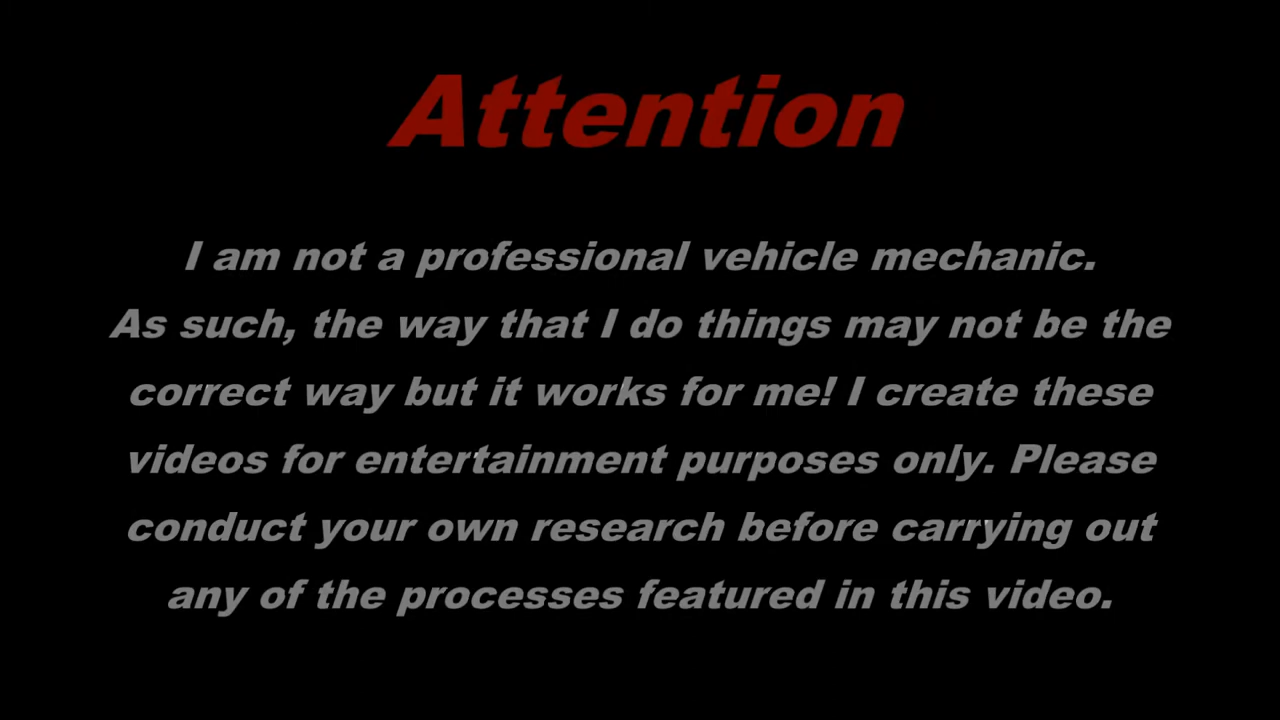 Attention
I am not a professional vehicle mechanic.
As such, the way that I do things may not be the
correct way but it works for me! I create these
videos for entertainment purposes only. Please
conduct your own research before carrying out
any of the processes featured in this video.